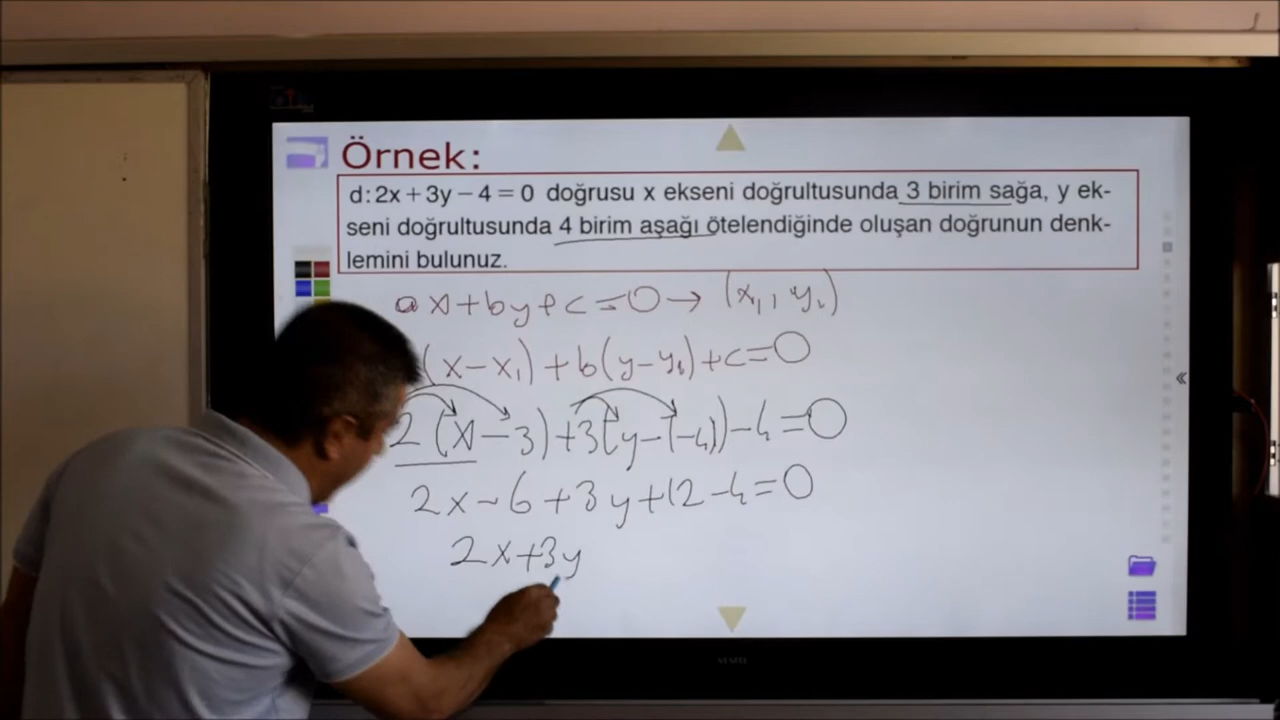 Örnek:
d: 2x + 3y − 4 = 0 doğrusu x ekseni doğrultusunda 3 birim sağa, y ek-
seni doğrultusunda 4 birim aşağı ötelendiğinde oluşan doğrunun denk-
lemini bulunuz.
ax+by+c=0→(x₁, y₁)
(x-x₁)+b(y-y₁)+c=0
2(x-3)+3(y-(-4))-4=0
2x-6+3y+12-4=0
2x+3y
VESTEL